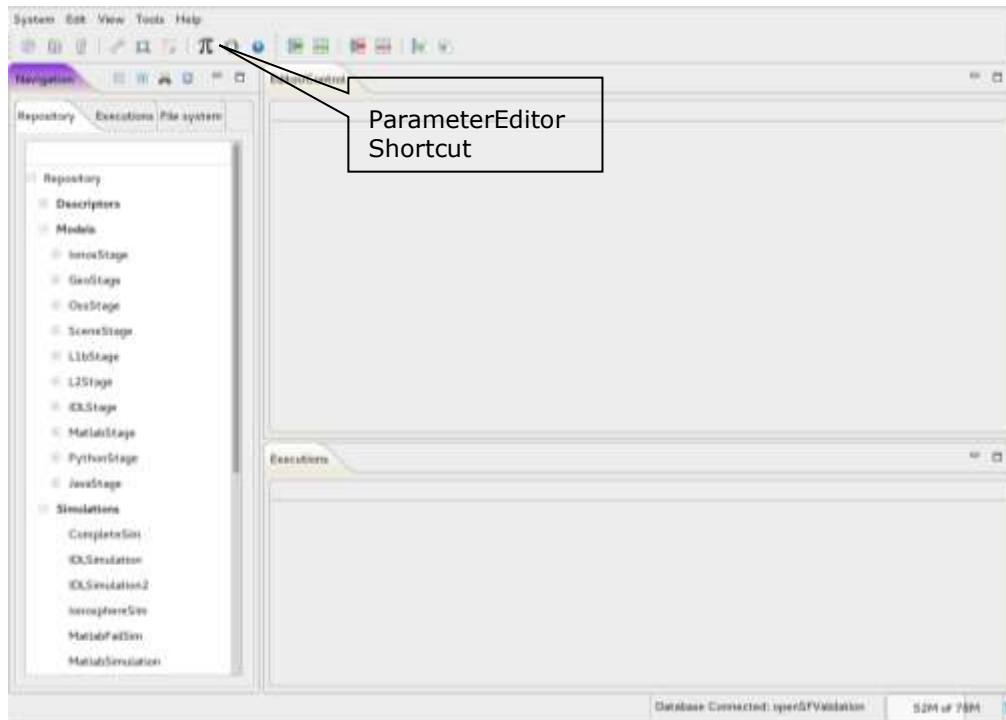 System Edit View Tools Help
π
Navigation
Repository Executions File system
ParameterEditor
Shortcut
Repository
Descriptors
Models
GeoStage
OssStage
SceneStage
L1bStage
L2Stage
IDLStage
MatlabStage
PythonStage
JavaStage
Simulations
CompleteSim
IDLSimulation
IDLSimulation2
IonosphereSim
MatlabFailSim
MatlabSimulation
Executions
Database Connected: openSFValidation
52M of 78M